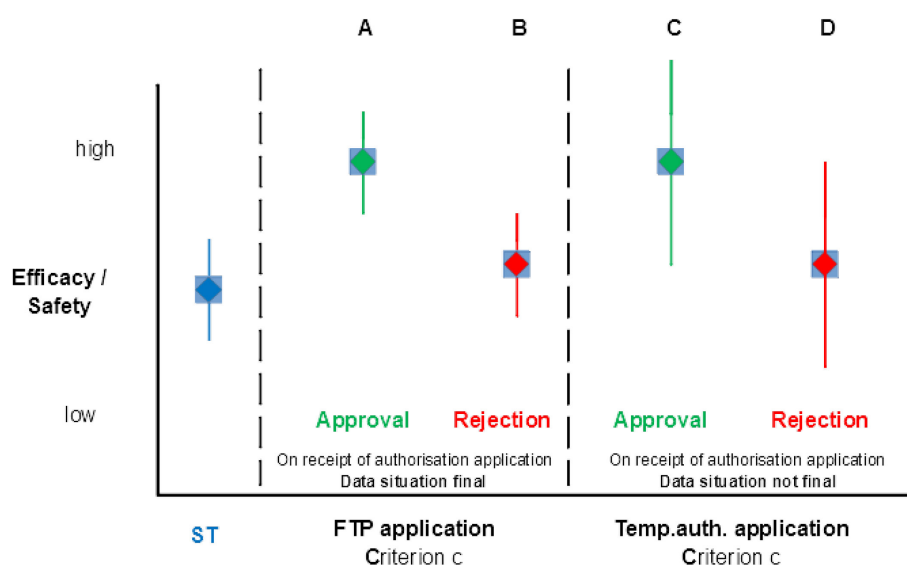 A
B
C
D
high
Efficacy /
Safety
low
Approval
Rejection
Approval
Rejection
On receipt of authorisation application
Data situation final
On receipt of authorisation application
Data situation not final
ST
FTP application
Criterion c
Temp.auth. application
Criterion c